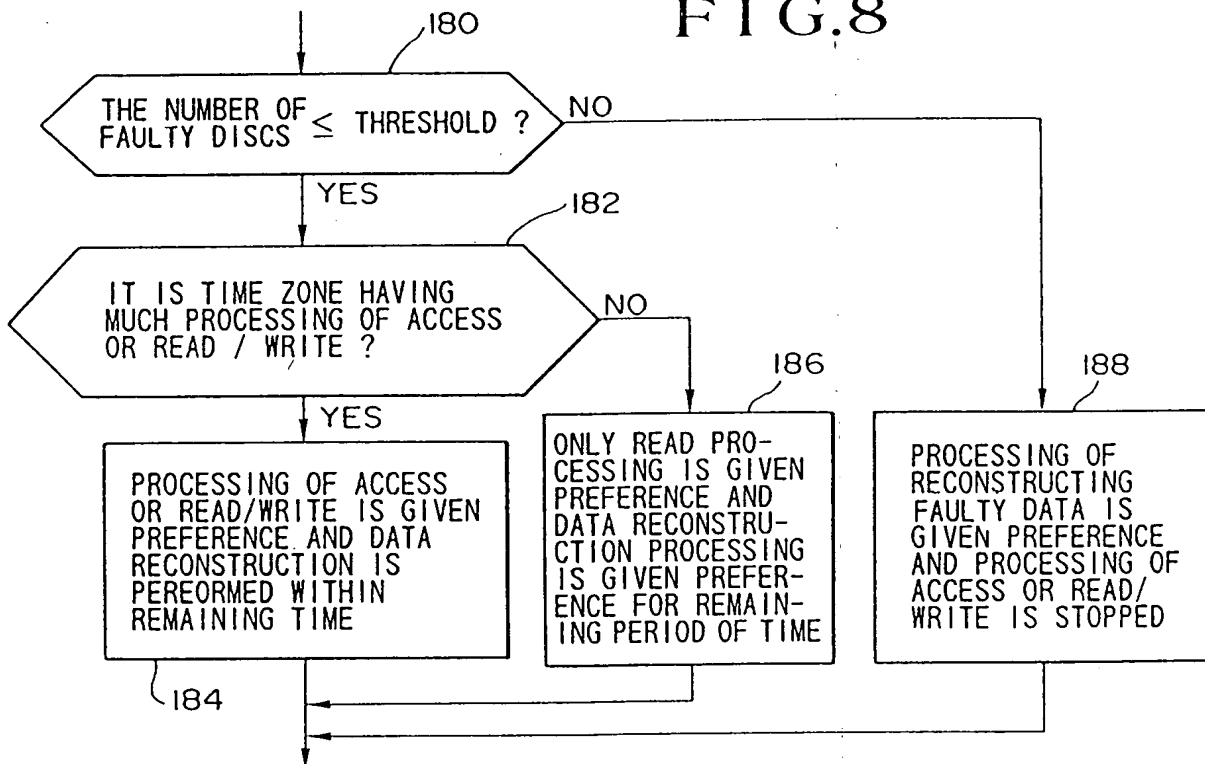 FIG.8
180
THE NUMBER OF
FAULTY DISCS ≤ THRESHOLD ?
NO
YES
182
IT IS TIME ZONE HAVING
MUCH PROCESSING OF ACCESS
OR READ / WRITE ?
NO
YES
186
188
PROCESSING OF ACCESS
OR READ/WRITE IS GIVEN
PREFERENCE AND DATA
RECONSTRUCTION IS
PEREORMED WITHIN
REMAINING TIME
184
ONLY READ PRO-
CESSING IS GIVEN
PREFERENCE AND
DATA RECONSTRU-
CTION PROCESSING
IS GIVEN PREFER-
ENCE FOR REMAIN-
ING PERIOD OF TIME
PROCESSING OF
RECONSTRUCTING
FAULTY DATA IS
GIVEN PREFERENCE
AND PROCESSING OF
ACCESS OR READ/
WRITE IS STOPPED